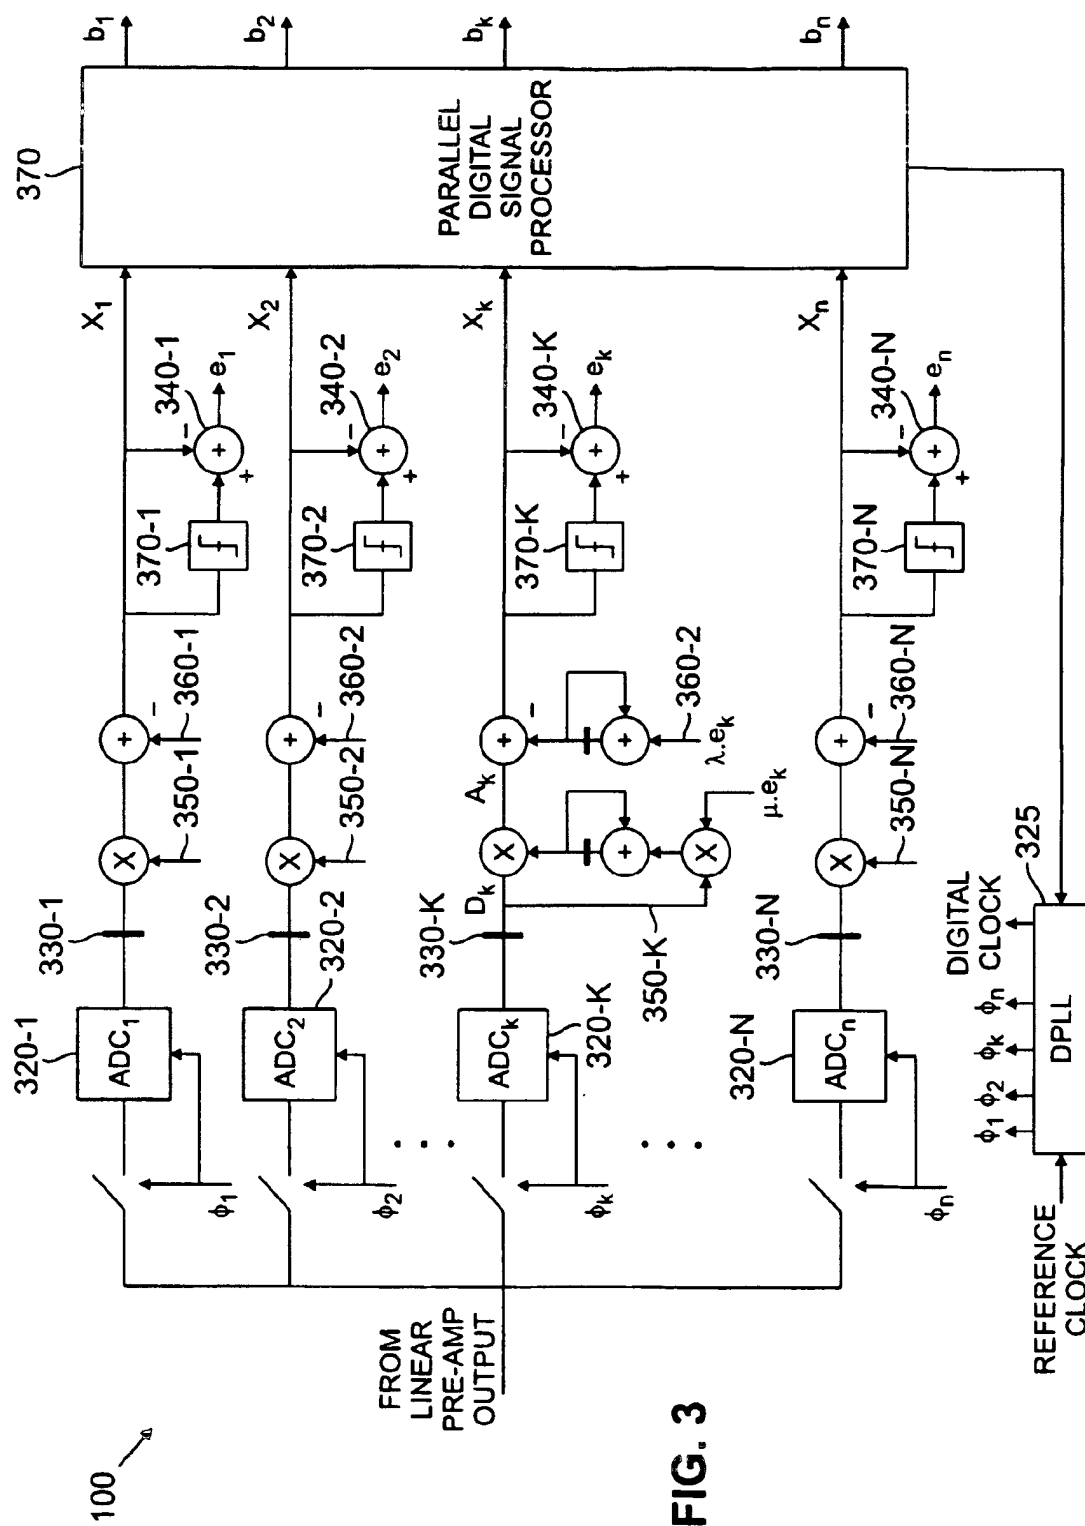 100
FROM
LINEAR
PRE-AMP
OUTPUT
320-1
ADC1
ϕ1
330-1
350-1
360-1
−
370-1
340-1
−
+
e1
X1
370
b1
320-2
ADC2
ϕ2
330-2
350-2
360-2
−
370-2
340-2
−
+
e2
X2
b2
. . .
320-K
ADCk
ϕk
330-K
Dk
350-K
μ.ek
Ak
−
360-2
λ.ek
370-K
340-K
−
+
ek
Xk
bk
PARALLEL
DIGITAL
SIGNAL
PROCESSOR
. . .
320-N
ADCn
ϕn
330-N
350-N
360-N
−
370-N
340-N
−
+
en
Xn
bn
REFERENCE
CLOCK
DPLL
ϕ1 ϕ2 ϕk ϕn
DIGITAL
CLOCK
325
FIG. 3